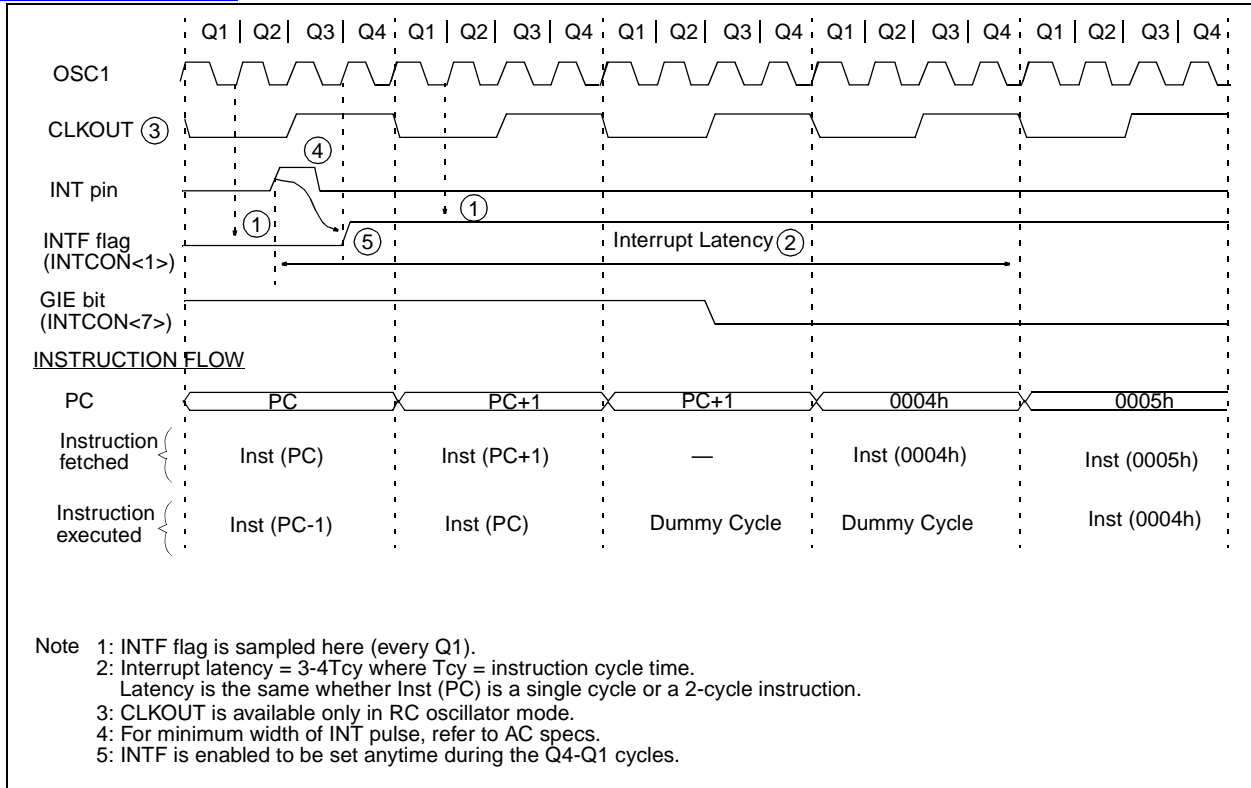 Q1 | Q2 | Q3 | Q4 Q1 | Q2 | Q3 | Q4 Q1 | Q2 | Q3 | Q4 Q1 | Q2 | Q3 | Q4 Q1 | Q2 | Q3 | Q4
OSC1
CLKOUT 3
4
INT pin
1 1
INTF flag
(INTCON<1>)
5
Interrupt Latency 2
GIE bit
(INTCON<7>)
INSTRUCTION FLOW
PC PC PC+1 PC+1 0004h 0005h
Instruction
fetched
Inst (PC) Inst (PC+1) — Inst (0004h) Inst (0005h)
Instruction
executed
Inst (PC-1) Inst (PC) Dummy Cycle Dummy Cycle Inst (0004h)
Note 1: INTF flag is sampled here (every Q1).
2: Interrupt latency = 3-4Tcy where Tcy = instruction cycle time.
Latency is the same whether Inst (PC) is a single cycle or a 2-cycle instruction.
3: CLKOUT is available only in RC oscillator mode.
4: For minimum width of INT pulse, refer to AC specs.
5: INTF is enabled to be set anytime during the Q4-Q1 cycles.